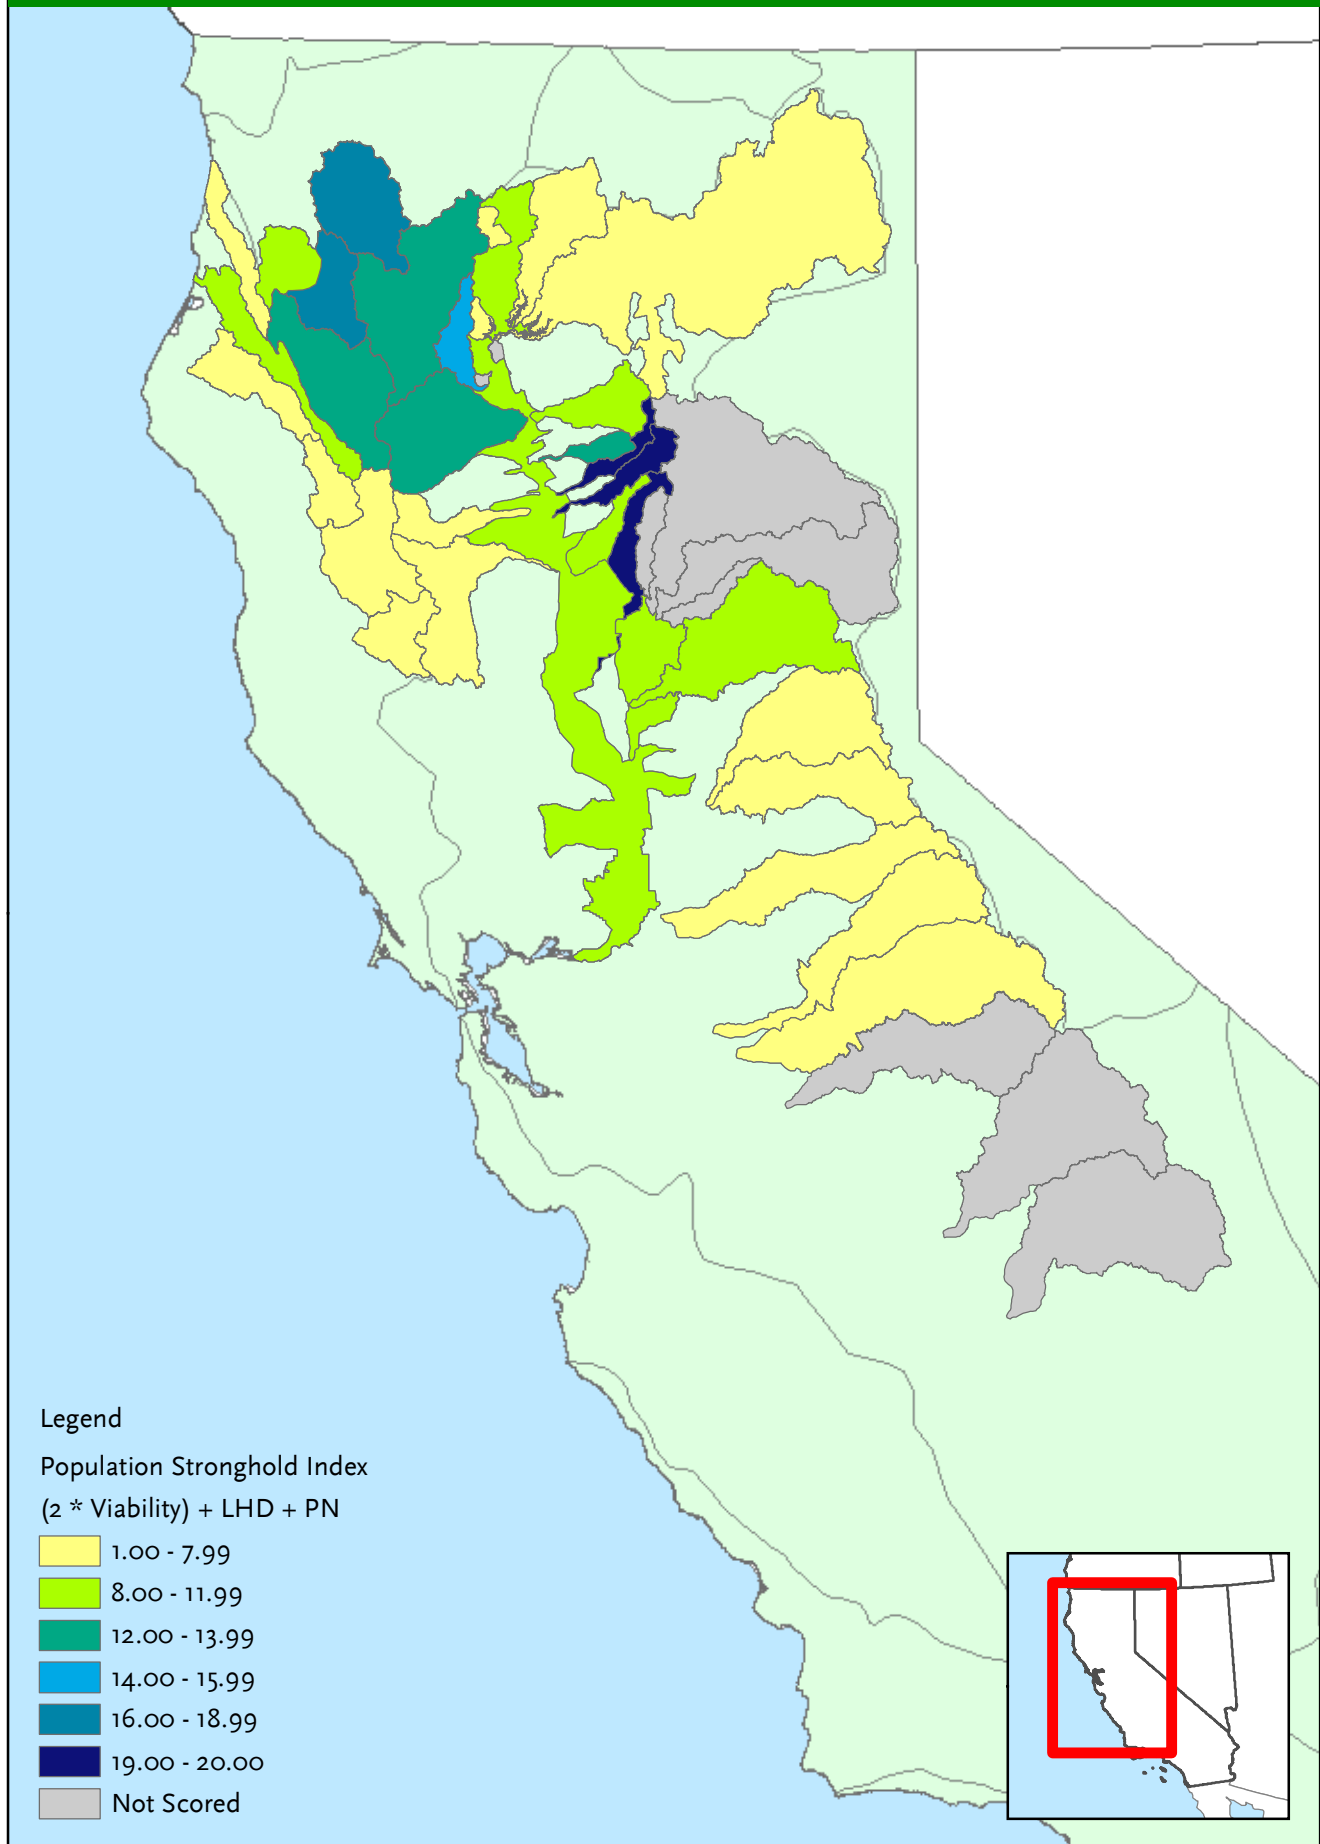 Legend
Population Stronghold Index
(2 * Viability) + LHD + PN
1.00 - 7.99
8.00 - 11.99
12.00 - 13.99
14.00 - 15.99
16.00 - 18.99
19.00 - 20.00
Not Scored